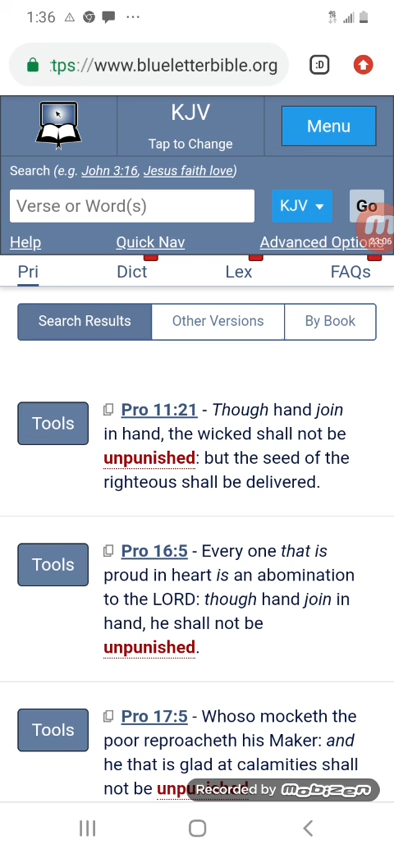 1:36
:D
tps://www.blueletterbible.org
KJV
Tap to Change
Menu
Search (e.g. John 3:16, Jesus faith love)
Verse or Word(s)
KJV
Go
03:06
Help
Quick Nav
Advanced Options
Pri
Dict
Lex
FAQs
Search Results
Other Versions
By Book
Tools
Pro 11:21 - Though hand join
in hand, the wicked shall not be
unpunished: but the seed of the
righteous shall be delivered.
Tools
Pro 16:5 - Every one that is
proud in heart is an abomination
to the LORD: though hand join in
hand, he shall not be
unpunished.
Tools
Pro 17:5 - Whoso mocketh the
poor reproacheth his Maker: and
he that is glad at calamities shall
not be unpunished.
Recorded by mobizen